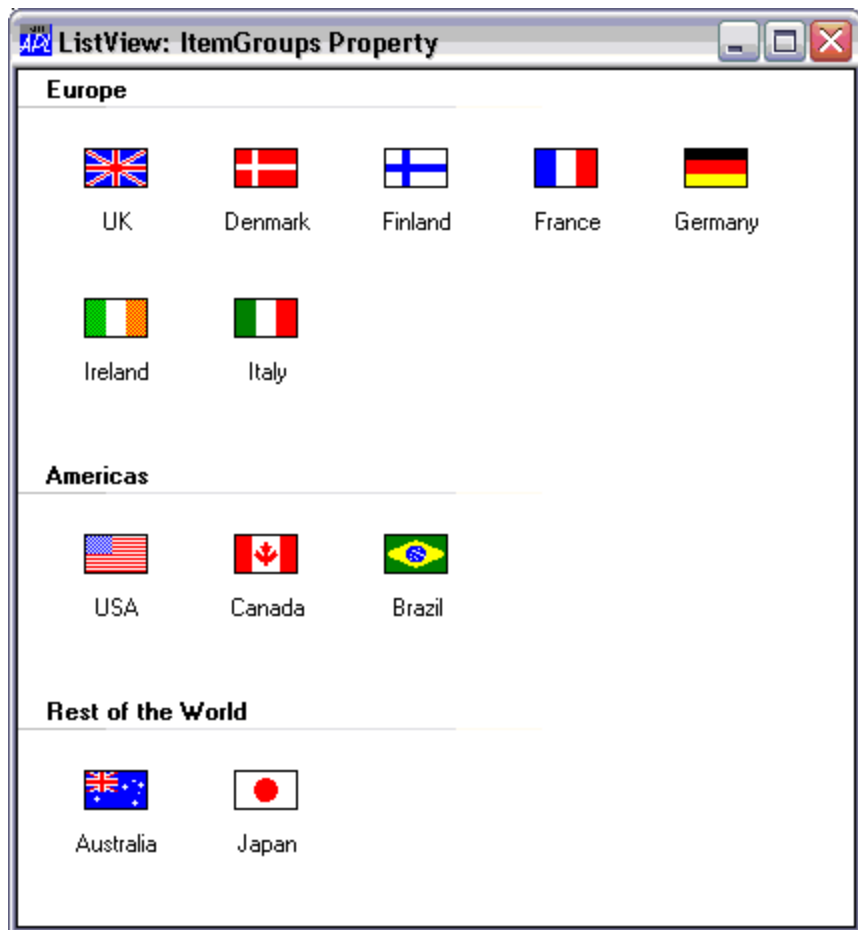 APL ListView: ItemGroups Property
Europe
UK Denmark Finland France Germany
Ireland Italy
Americas
USA Canada Brazil
Rest of the World
Australia Japan